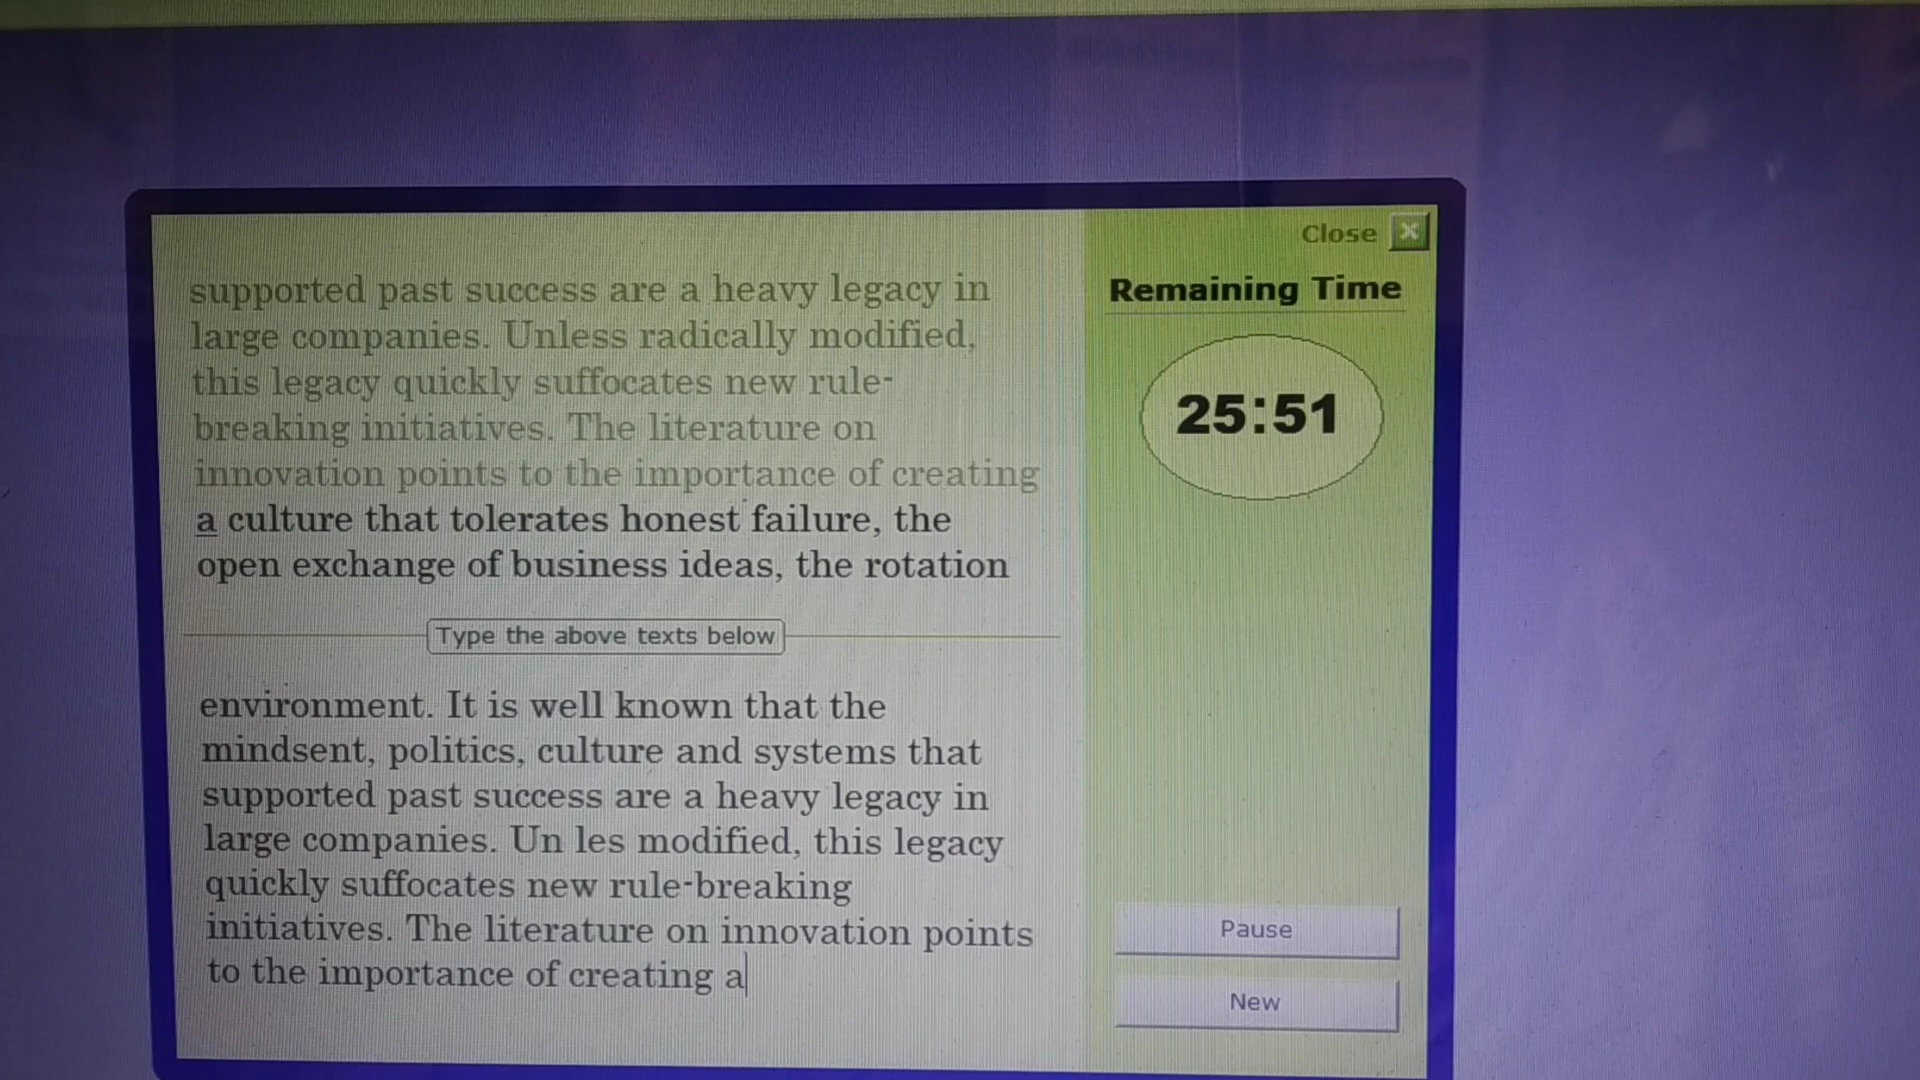 Close
supported past success are a heavy legacy in
large companies. Unless radically modified,
this legacy quickly suffocates new rule-
breaking initiatives. The literature on
innovation points to the importance of creating
a culture that tolerates honest failure, the
open exchange of business ideas, the rotation
Remaining Time
25:51
Type the above texts below
environment. It is well known that the
mindsent, politics, culture and systems that
supported past success are a heavy legacy in
large companies. Un les modified, this legacy
quickly suffocates new rule-breaking
initiatives. The literature on innovation points
to the importance of creating a
Pause
New